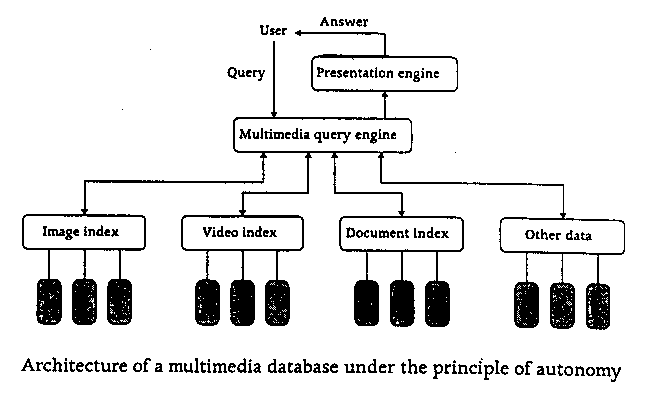 Answer
User
Query
Presentation engine
Multimedia query engine
Image index
Video index
Document index
Other data
Architecture of a multimedia database under the principle of autonomy